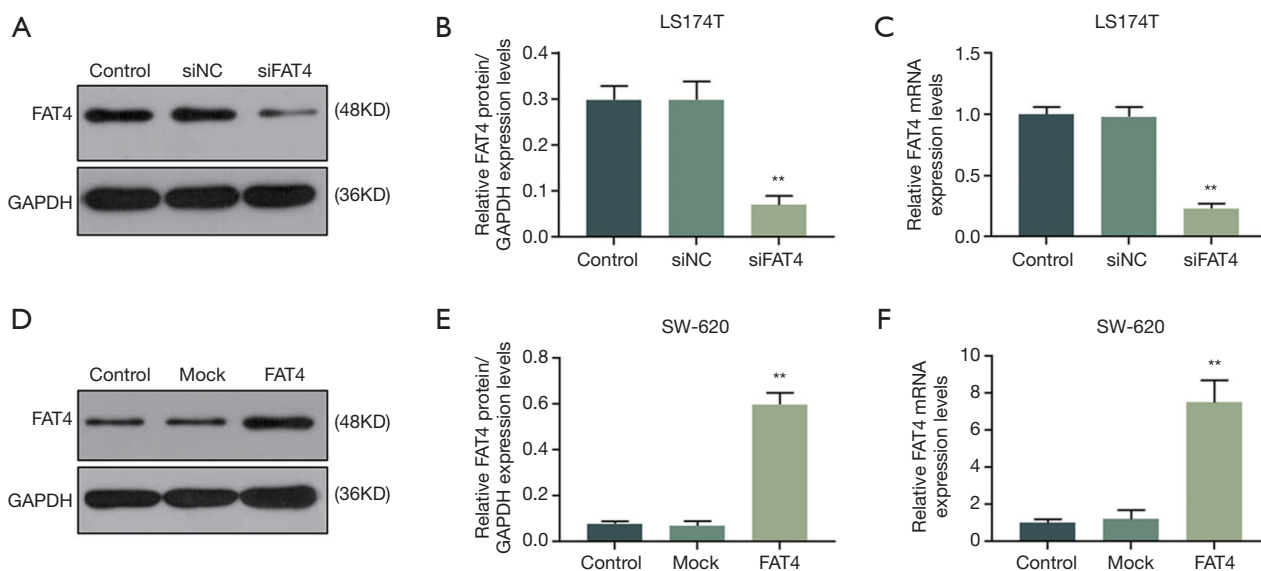 A
Control siNC siFAT4
FAT4 (48KD)
GAPDH (36KD)
B
LS174T
Relative FAT4 protein/
GAPDH expression levels
0.4
0.3
0.2
0.1
0.0
Control siNC siFAT4
**
C
LS174T
Relative FAT4 mRNA
expression levels
1.5
1.0
0.5
0.0
Control siNC siFAT4
**
D
Control Mock FAT4
FAT4 (48KD)
GAPDH (36KD)
E
SW-620
Relative FAT4 protein/
GAPDH expression levels
0.8
0.6
0.4
0.2
0.0
Control Mock FAT4
**
F
SW-620
Relative FAT4 mRNA
expression levels
10
8
6
4
2
0
Control Mock FAT4
**